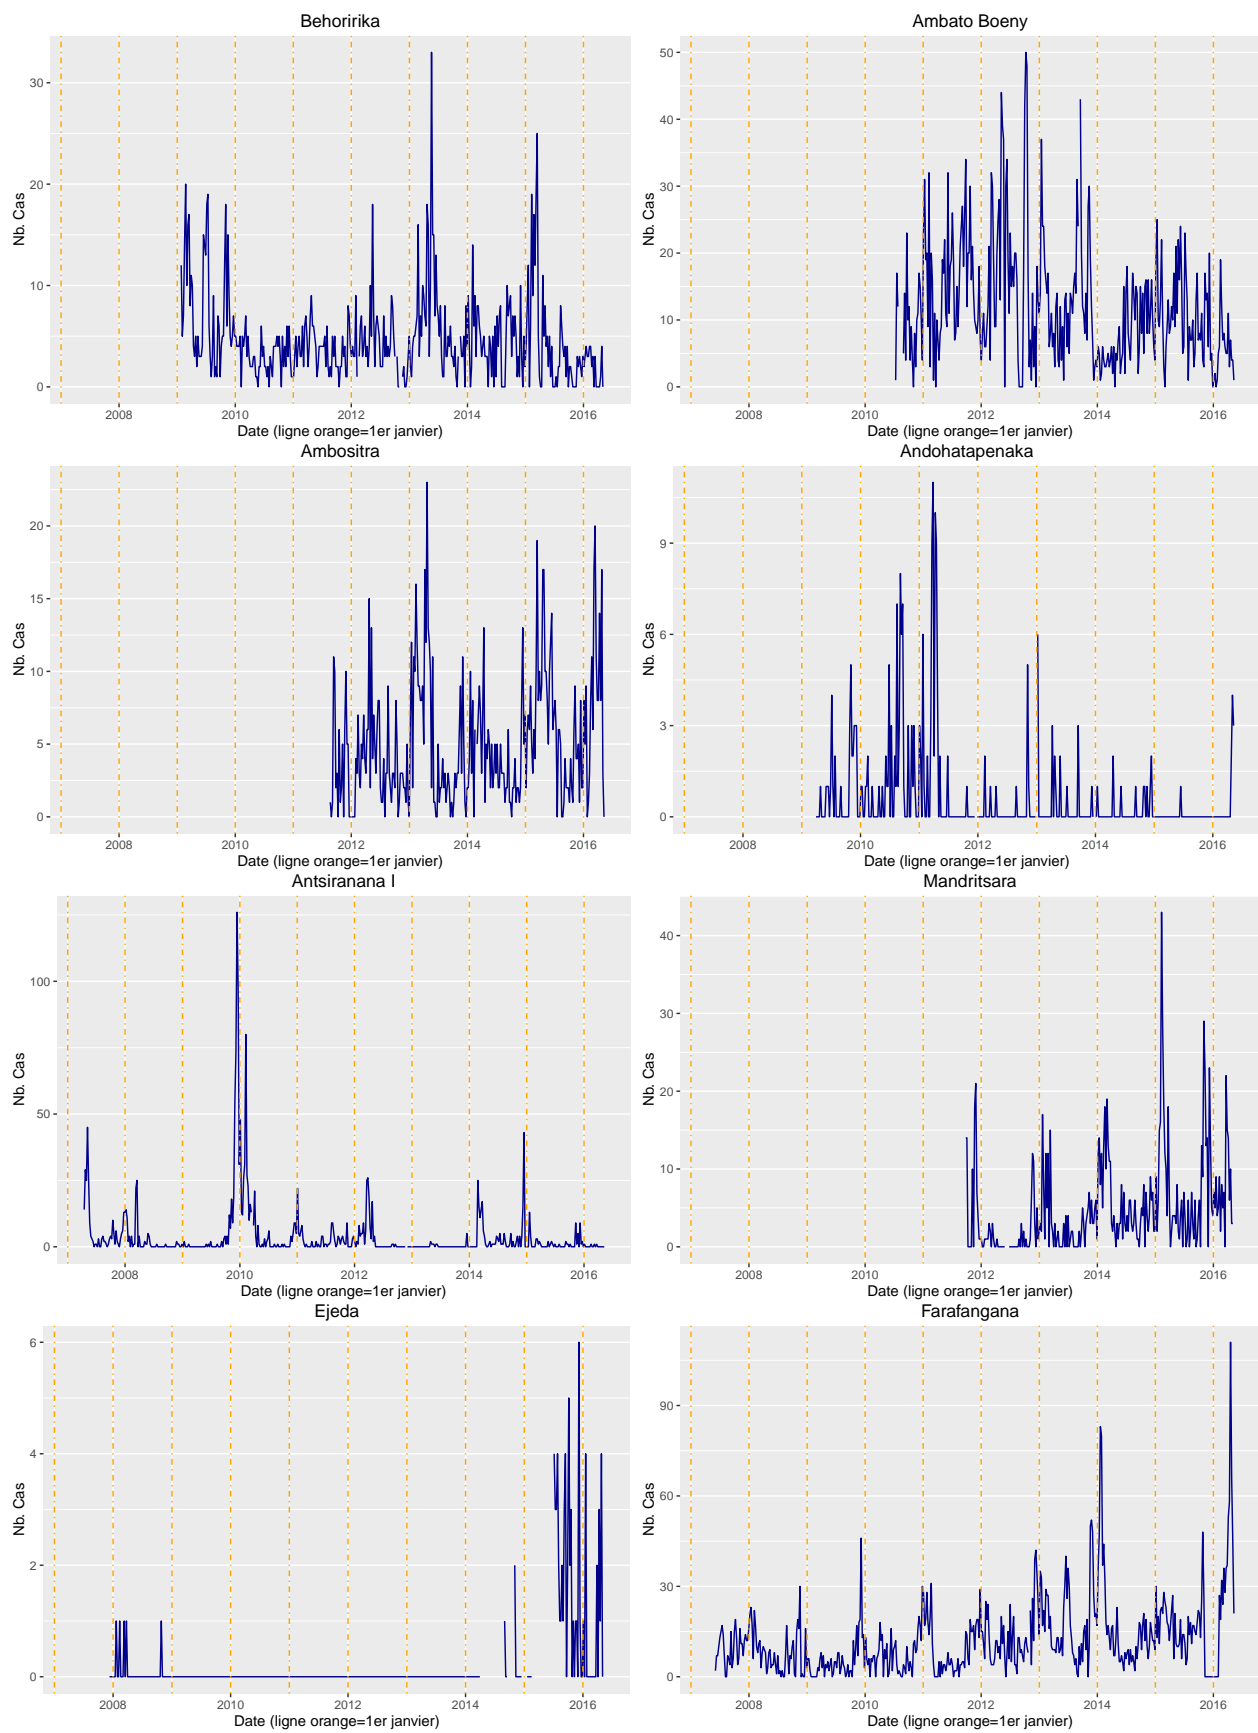 Behoririka
Nb. Cas
30
20
10
0
2008 2010 2012 2014 2016
Date (ligne orange=1er janvier)
Ambato Boeny
Nb. Cas
50
40
30
20
10
0
2008 2010 2012 2014 2016
Date (ligne orange=1er janvier)
Ambositra
Nb. Cas
20
15
10
5
0
2008 2010 2012 2014 2016
Date (ligne orange=1er janvier)
Andohatapenaka
Nb. Cas
9
6
3
0
2008 2010 2012 2014 2016
Date (ligne orange=1er janvier)
Antsiranana I
Nb. Cas
100
50
0
2008 2010 2012 2014 2016
Date (ligne orange=1er janvier)
Mandritsara
Nb. Cas
40
30
20
10
0
2008 2010 2012 2014 2016
Date (ligne orange=1er janvier)
Ejeda
Nb. Cas
6
4
2
0
2008 2010 2012 2014 2016
Date (ligne orange=1er janvier)
Farafangana
Nb. Cas
90
60
30
0
2008 2010 2012 2014 2016
Date (ligne orange=1er janvier)